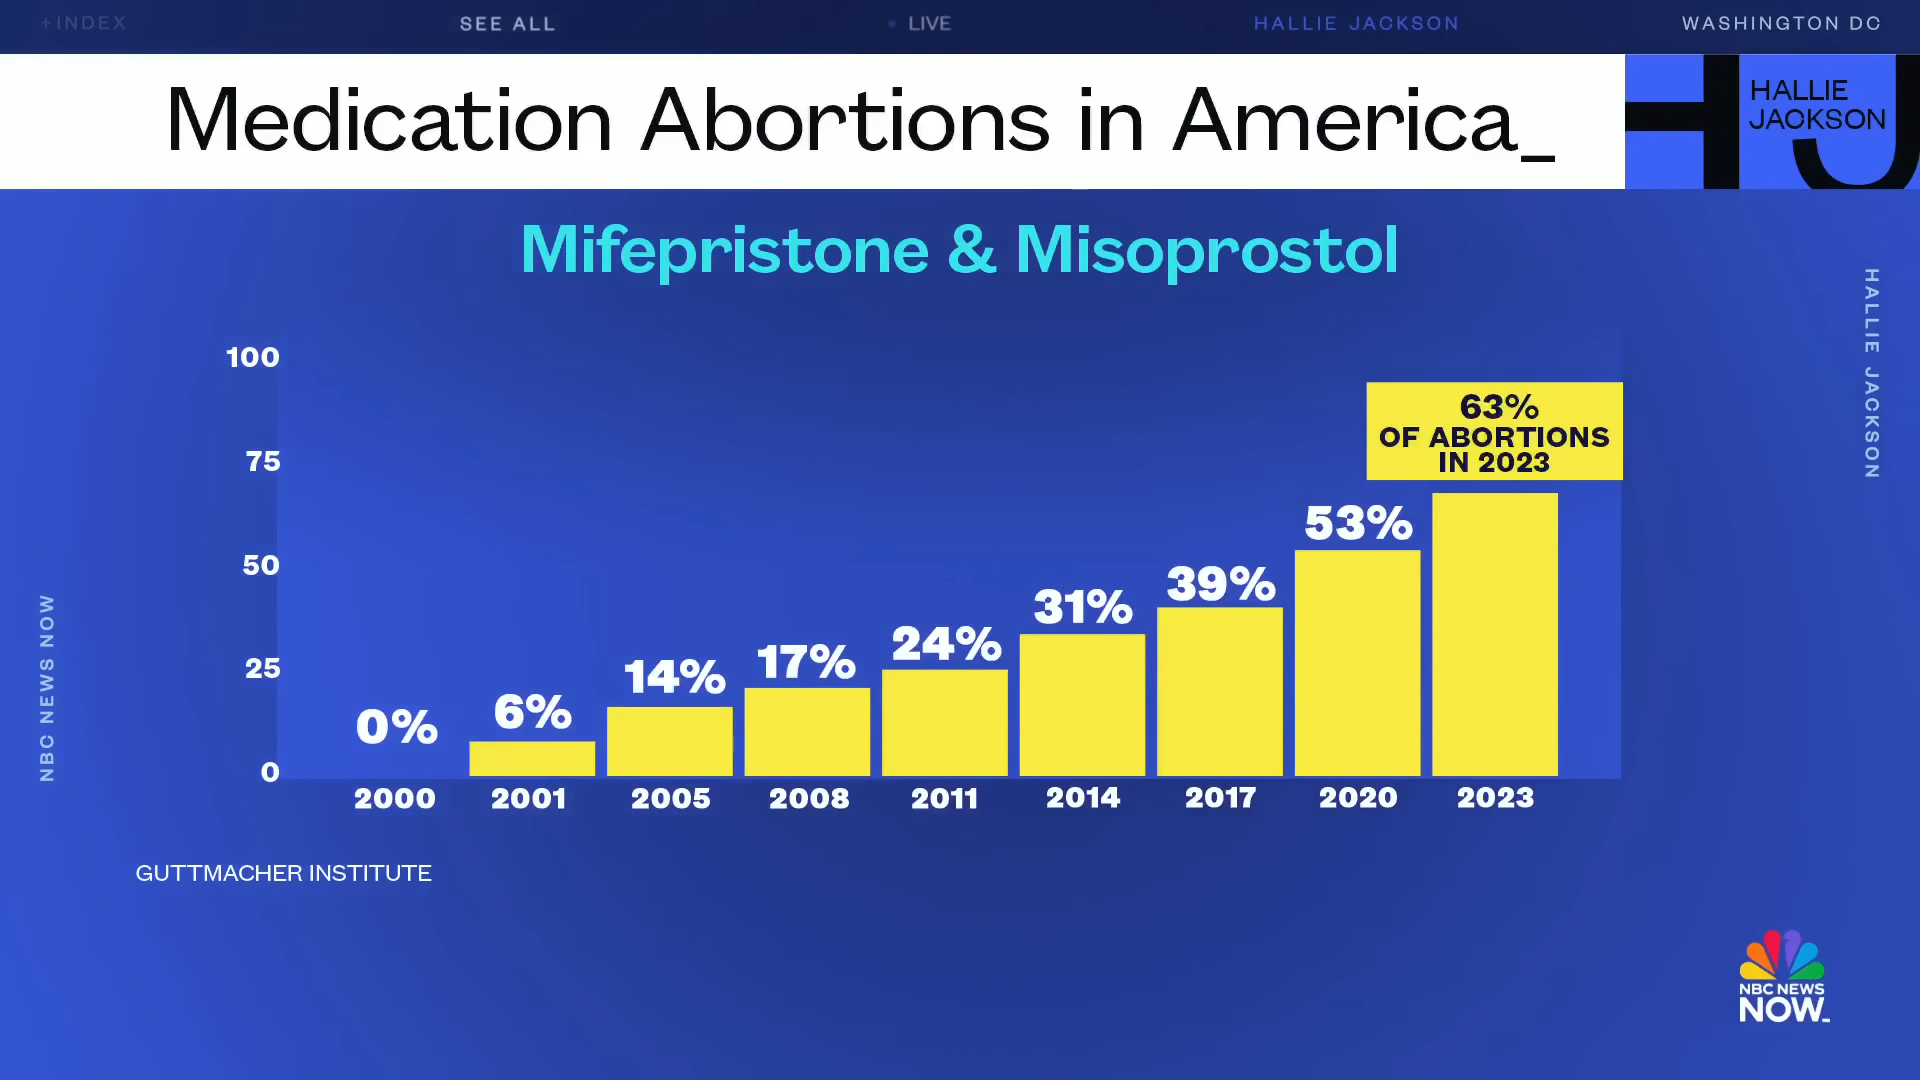 +INDEX
SEE ALL
LIVE
HALLIE JACKSON
WASHINGTON DC
Medication Abortions in America_
HALLIE
JACKSON
HJ
Mifepristone & Misoprostol
HALLIE JACKSON
NBC NEWS NOW
100
75
50
25
0
0%
6%
14%
17%
24%
31%
39%
53%
63%
OF ABORTIONS
IN 2023
2000
2001
2005
2008
2011
2014
2017
2020
2023
GUTTMACHER INSTITUTE
NBC NEWS
NOW_